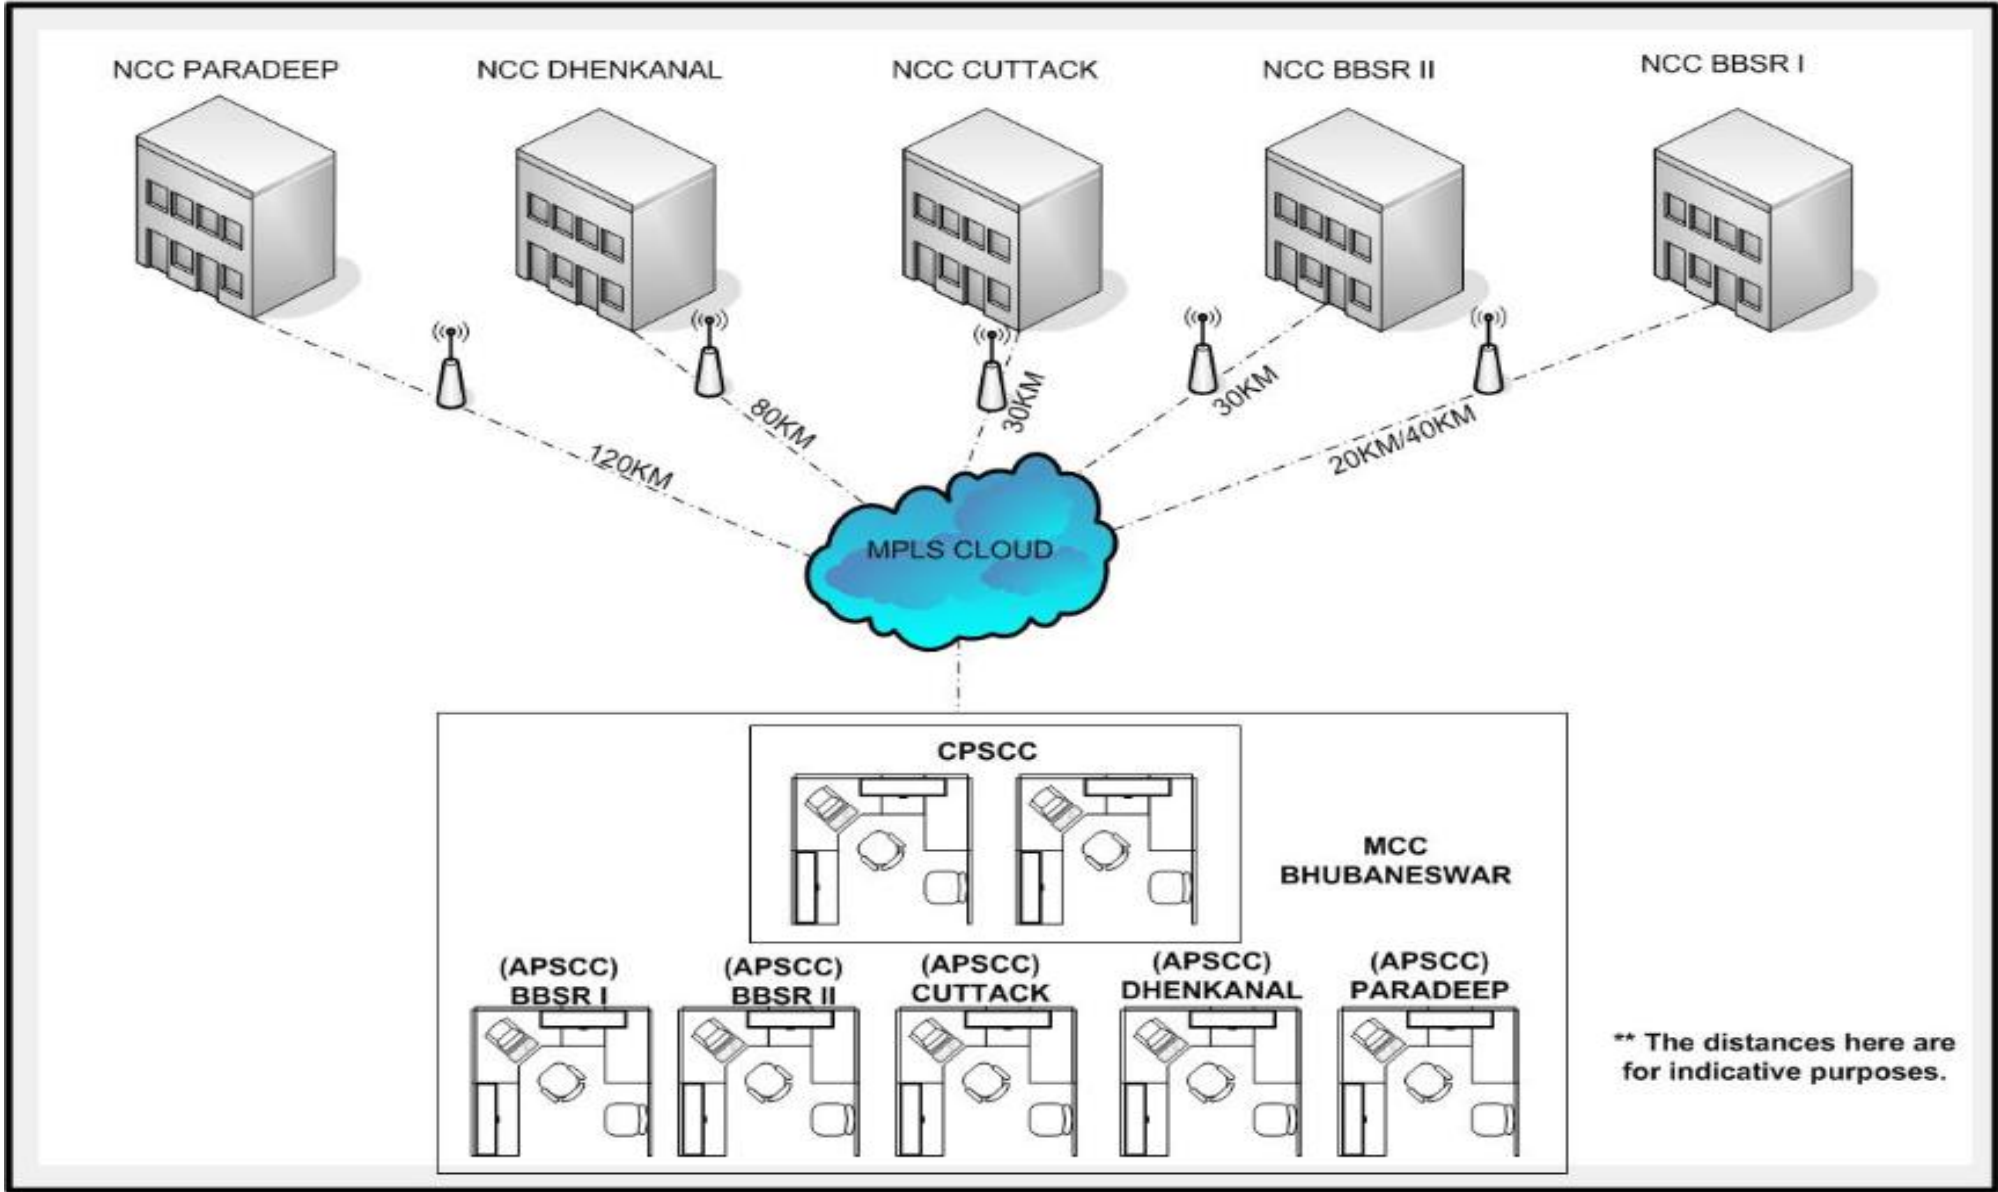 NCC PARADEEP
NCC DHENKANAL
NCC CUTTACK
NCC BBSR II
NCC BBSR I
120KM
80KM
30KM
30KM
20KM/40KM
MPLS CLOUD
CPSCC
MCC
BHUBANESWAR
(APSCC)
BBSR I
(APSCC)
BBSR II
(APSCC)
CUTTACK
(APSCC)
DHENKANAL
(APSCC)
PARADEEP
** The distances here are
for indicative purposes.